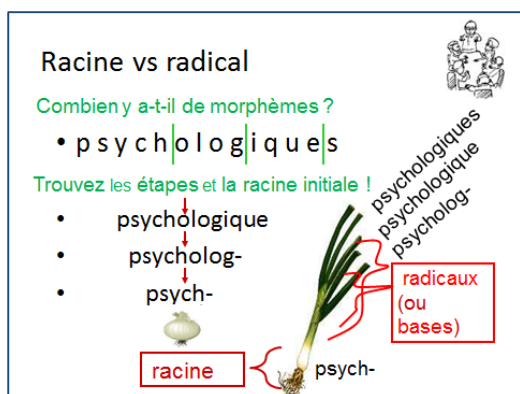 Racine vs radical
Combien y a-t-il de morphèmes ?
• p s y c h o l o g i q u e s
Trouvez les étapes et la racine initiale !
• psychologique
• psycholog-
• psych-
racine
psychologiques
psychologique
psycholog-
radicaux
(ou
bases)
psych-